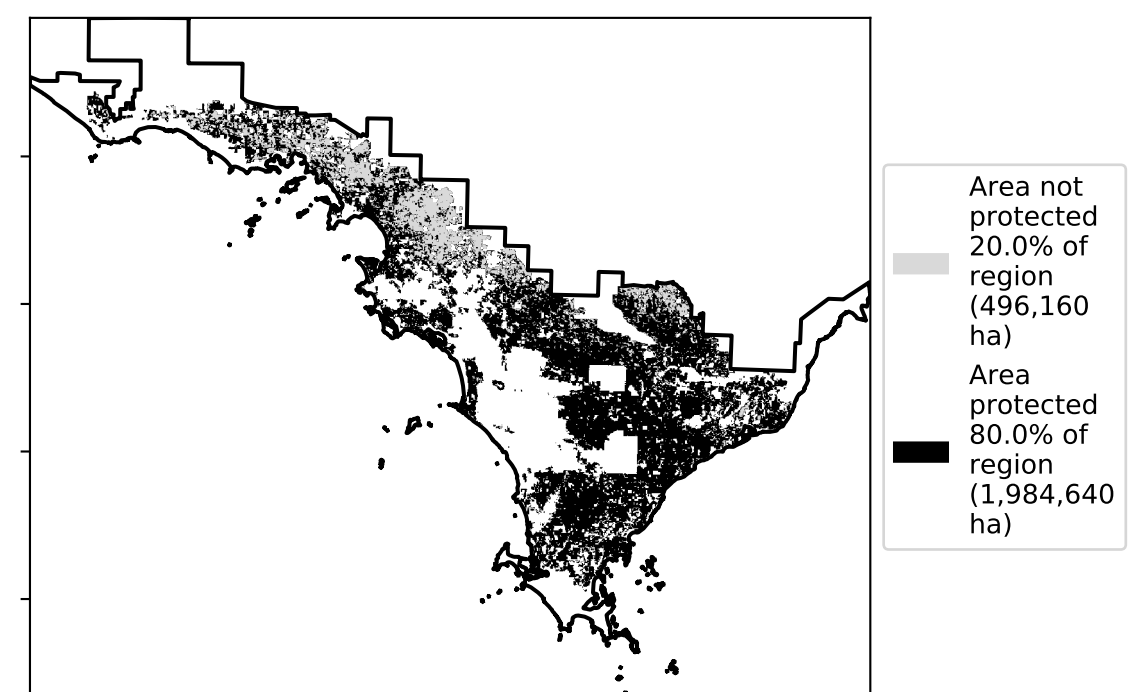 Area not
protected
20.0% of
region
(496,160
ha)
Area
protected
80.0% of
region
(1,984,640
ha)